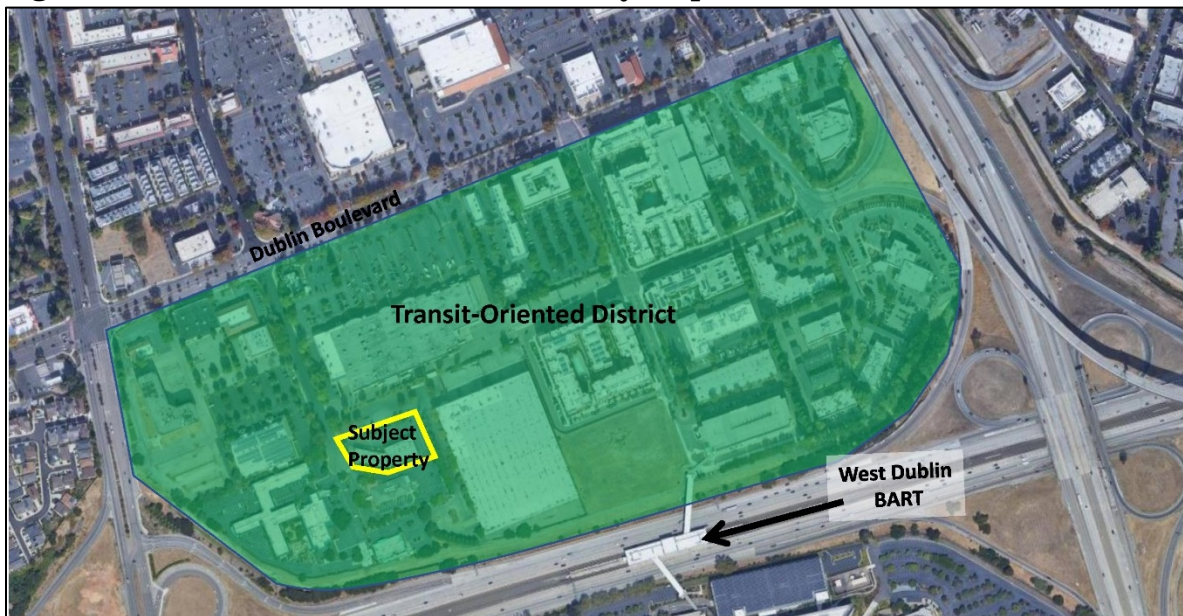 Dublin Boulevard
Transit-Oriented District
Subject
Property
West Dublin
BART